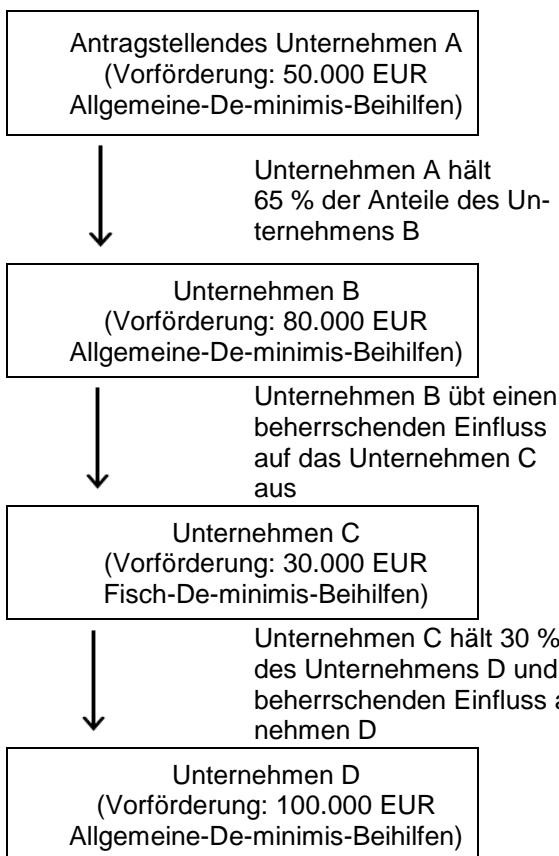 Antragstellendes Unternehmen A
(Vorförderung: 50.000 EUR
Allgemeine-De-minimis-Beihilfen)
Unternehmen A hält
65 % der Anteile des Un-
ternehmens B
Unternehmen B
(Vorförderung: 80.000 EUR
Allgemeine-De-minimis-Beihilfen)
Unternehmen B übt einen
beherrschenden Einfluss
auf das Unternehmen C
aus
Unternehmen C
(Vorförderung: 30.000 EUR
Fisch-De-minimis-Beihilfen)
Unternehmen C hält 30 %
des Unternehmens D und
beherrschenden Einfluss
nehmen D
Unternehmen D
(Vorförderung: 100.000 EUR
Allgemeine-De-minimis-Beihilfen)